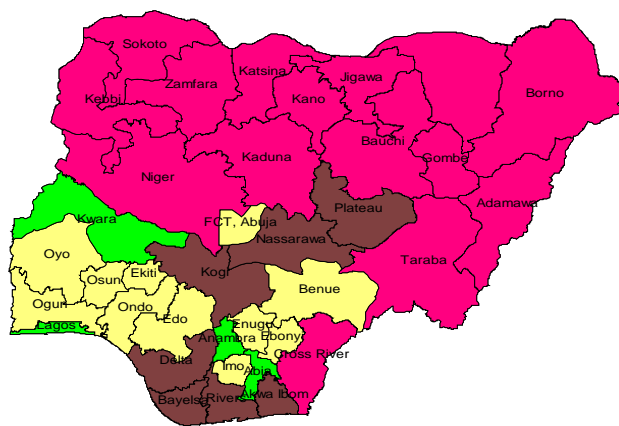 Sokoto
Zamfara
Katsina
Jigawa
Kebbi
Kano
Borno
Bauchi
Gombe
Kaduna
Niger
Adamawa
Plateau
Kwara
FCT, Abuja
Nassarawa
Oyo
Kogi
Taraba
Osun
Ekiti
Benue
Ogun
Ondo
Edo
Lagos
Enugu
Anambra
Ebonyi
Cross River
Delta
Imo
Abia
Bayelsa
Rivers
Akwa Ibom